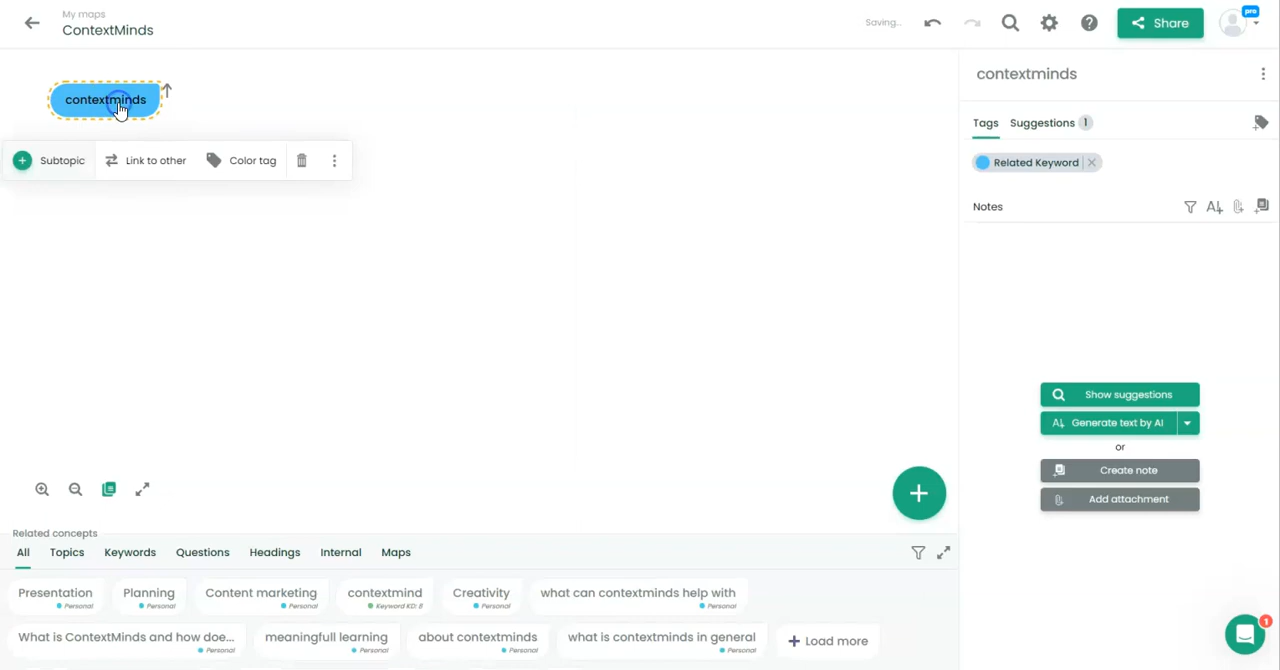 My maps
ContextMinds
Saving..
Share
pro
contextminds
Subtopic
Link to other
Color tag
contextminds
Tags
Suggestions 1
Related Keyword
Notes
Show suggestions
Generate text by AI
or
Create note
Add attachment
Related concepts
All
Topics
Keywords
Questions
Headings
Internal
Maps
Presentation
Personal
Planning
Personal
Content marketing
Personal
contextmind
Keyword KD: 8
Creativity
Personal
what can contextminds help with
Personal
What is ContextMinds and how doe...
Personal
meaningfull learning
Personal
about contextminds
Personal
what is contextminds in general
Personal
Load more
1